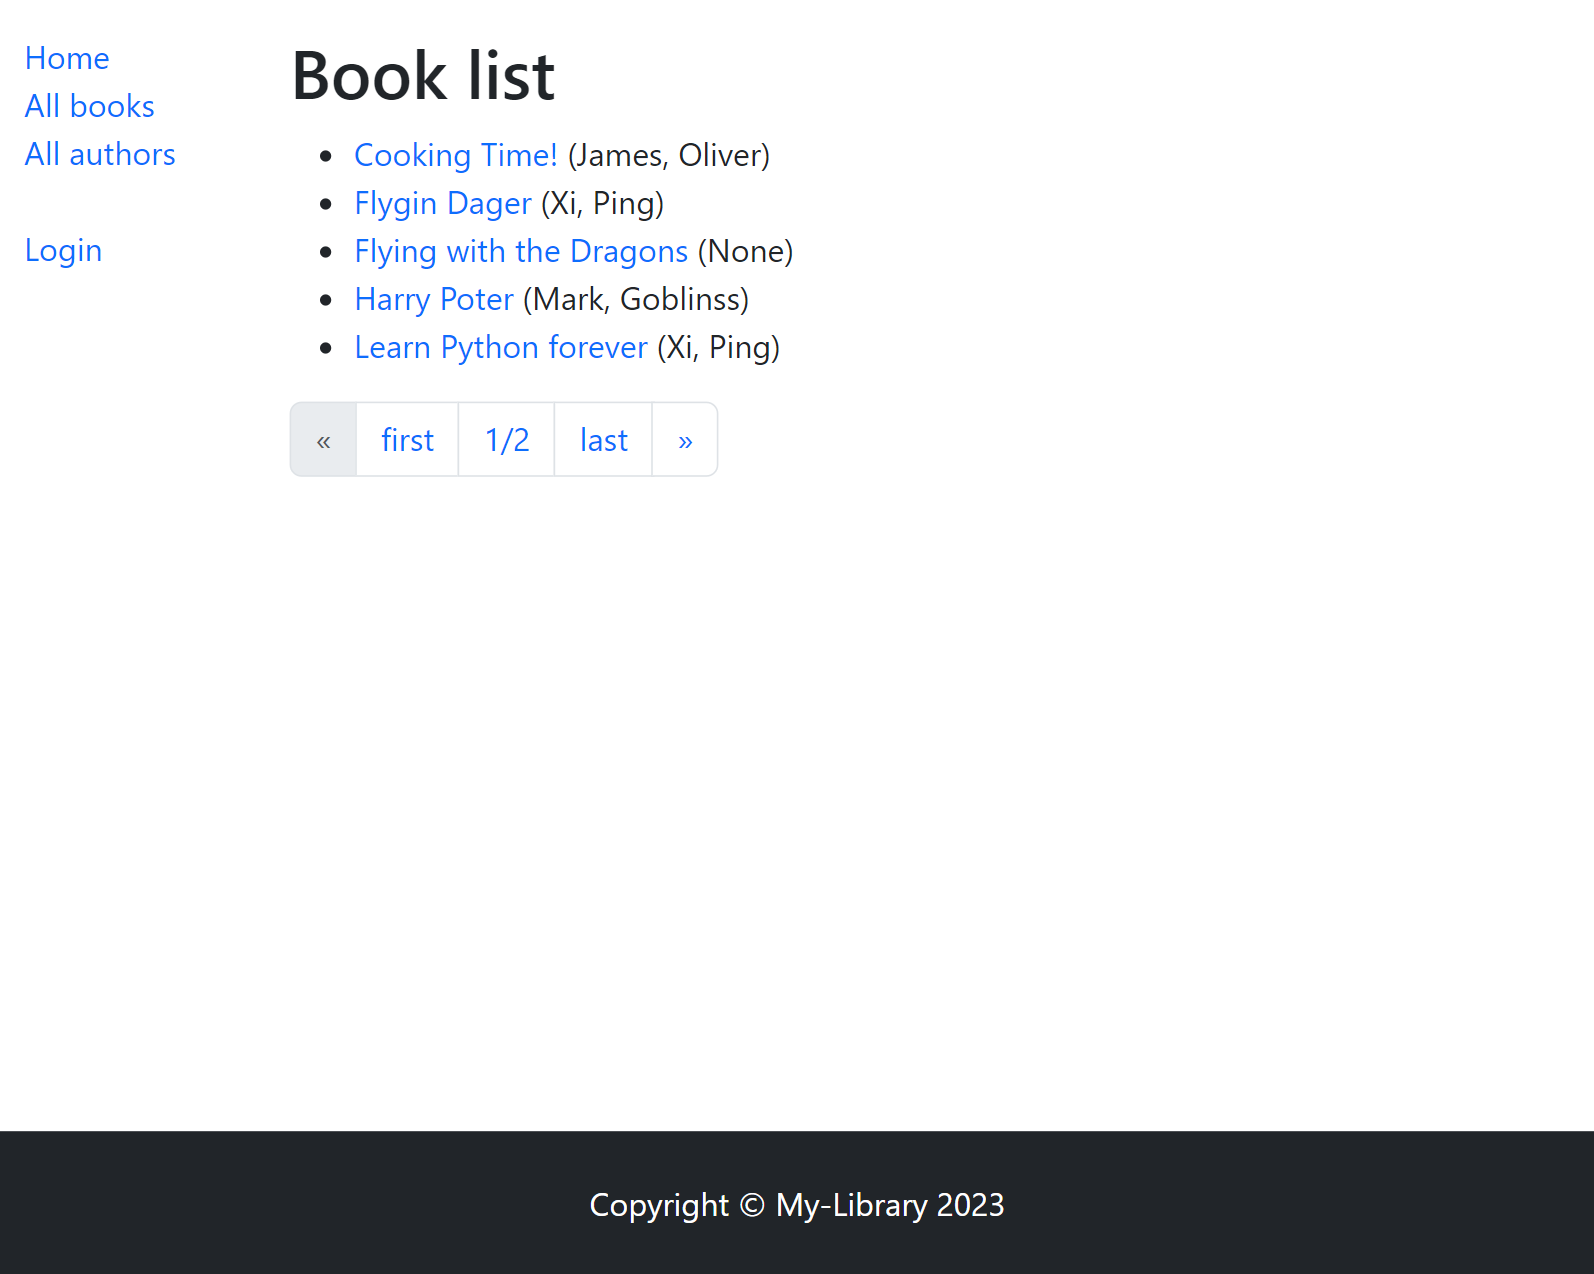 Home
All books
All authors
Login
Book list
• Cooking Time! (James, Oliver)
• Flygin Dager (Xi, Ping)
• Flying with the Dragons (None)
• Harry Poter (Mark, Goblinss)
• Learn Python forever (Xi, Ping)
« first 1/2 last »
Copyright © My-Library 2023